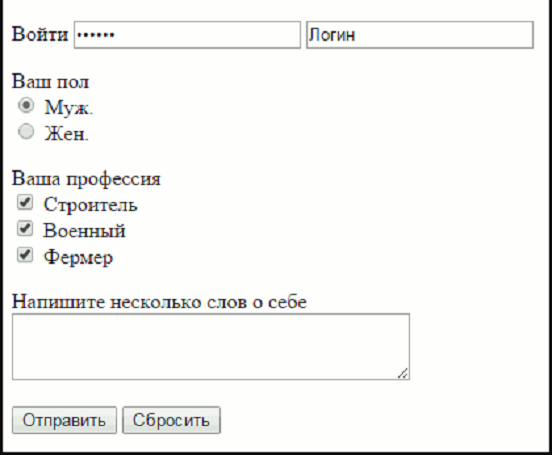 Войти •••••• Логин
Ваш пол
Муж.
Жен.
Ваша профессия
Строитель
Военный
Фермер
Напишите несколько слов о себе
Отправить Сбросить